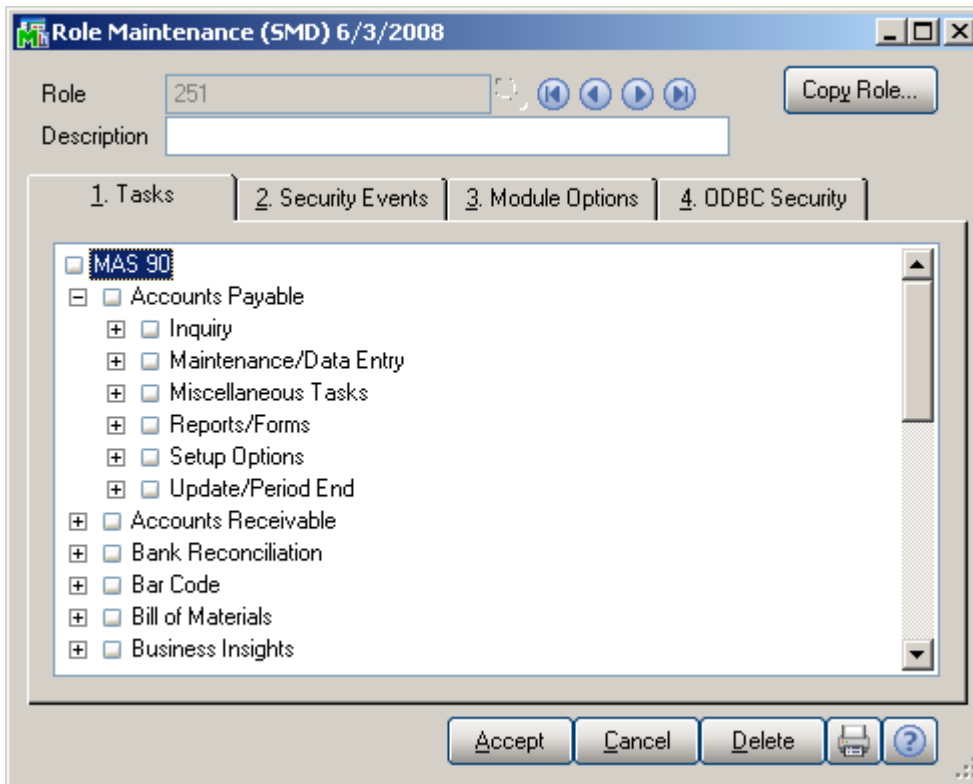 Role Maintenance (SMD) 6/3/2008
Role 251 Copy Role...
Description
1. Tasks 2. Security Events 3. Module Options 4. ODBC Security
MAS 90
Accounts Payable
Inquiry
Maintenance/Data Entry
Miscellaneous Tasks
Reports/Forms
Setup Options
Update/Period End
Accounts Receivable
Bank Reconciliation
Bar Code
Bill of Materials
Business Insights
Accept Cancel Delete ?